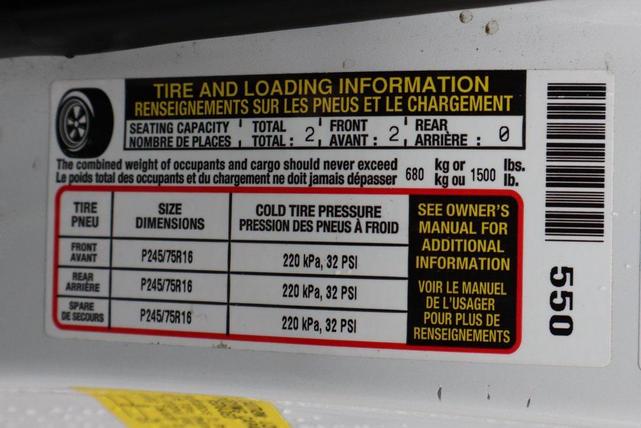 TIRE AND LOADING INFORMATION
RENSEIGNEMENTS SUR LES PNEUS ET LE CHARGEMENT
SEATING CAPACITY TOTAL FRONT REAR
NOMBRE DE PLACES TOTAL : 2 AVANT : 2 ARRIÈRE : 0
The combined weight of occupants and cargo should never exceed 680 kg or 1500 lbs.
Le poids total des occupants et du chargement ne doit jamais dépasser kg ou lb.
TIRE SIZE COLD TIRE PRESSURE
PNEU DIMENSIONS PRESSION DES PNEUS À FROID
FRONT
AVANT P245/75R16 220 kPa, 32 PSI
REAR
ARRIÈRE P245/75R16 220 kPa, 32 PSI
SPARE
DE SECOURS P245/75R16 220 kPa, 32 PSI
SEE OWNER'S
MANUAL FOR
ADDITIONAL
INFORMATION
VOIR LE MANUEL
DE L'USAGER
POUR PLUS DE
RENSEIGNEMENTS
550